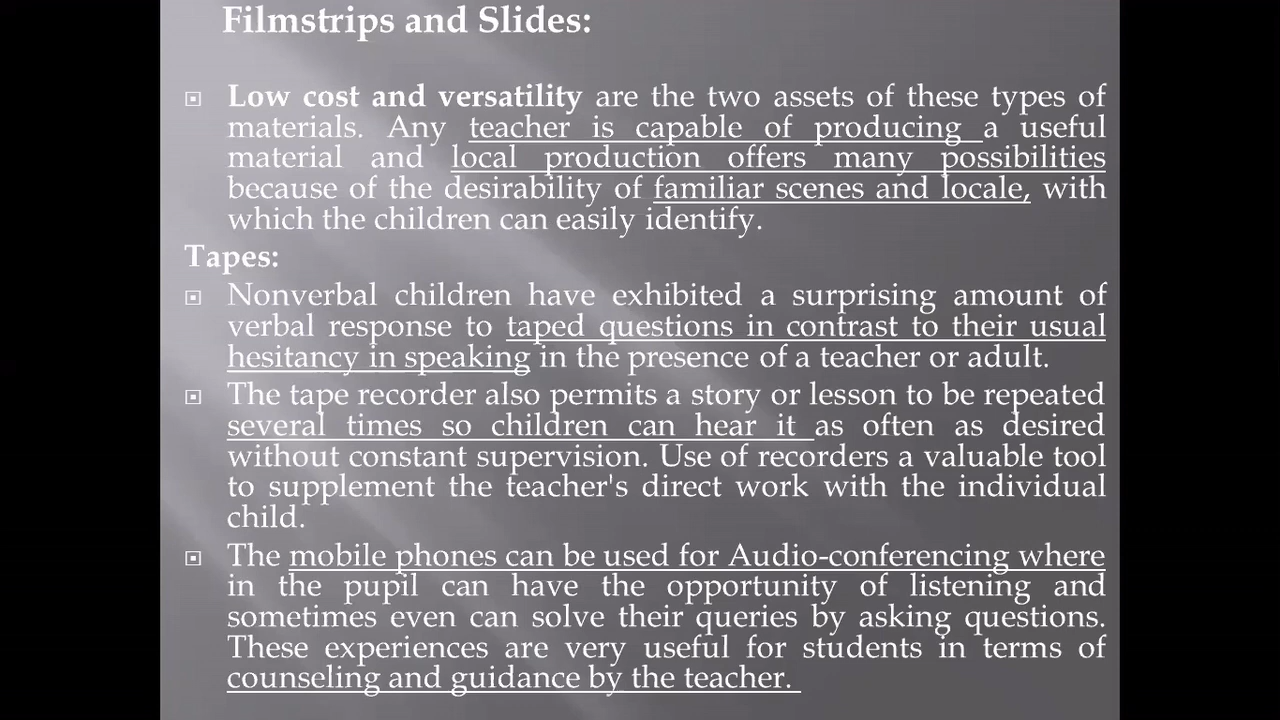 Filmstrips and Slides:
Low cost and versatility are the two assets of these types of
materials. Any teacher is capable of producing a useful
material and local production offers many possibilities
because of the desirability of familiar scenes and locale, with
which the children can easily identify.
Tapes:
Nonverbal children have exhibited a surprising amount of
verbal response to taped questions in contrast to their usual
hesitancy in speaking in the presence of a teacher or adult.
The tape recorder also permits a story or lesson to be repeated
several times so children can hear it as often as desired
without constant supervision. Use of recorders a valuable tool
to supplement the teacher's direct work with the individual
child.
The mobile phones can be used for Audio-conferencing where
in the pupil can have the opportunity of listening and
sometimes even can solve their queries by asking questions.
These experiences are very useful for students in terms of
counseling and guidance by the teacher.